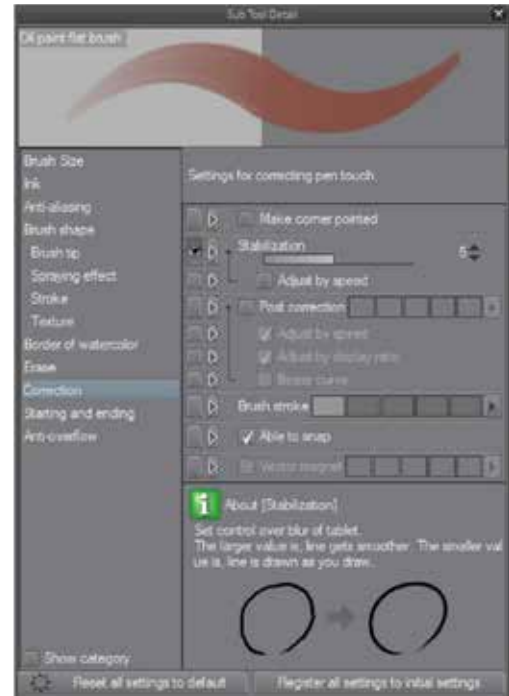 Sub Tool Detail
Oil paint flat brush
Brush Size
Ink
Anti-aliasing
Brush shape
Brush tip
Spraying effect
Stroke
Texture
Border of watercolor
Erase
Correction
Starting and ending
Anti-overflow
Show category
Settings for correcting pen touch.
Make corner pointed
Stabilization 6
Adjust by speed
Post correction
Adjust by speed
Adjust by display ratio
Bezier curve
Brush stroke
Able to snap
Vector magnet
About [Stabilization]
Set control over blur of tablet.
The larger value is, line gets smoother. The smaller val
ue is, line is drawn as you draw.
Reset all settings to default
Register all settings to initial settings